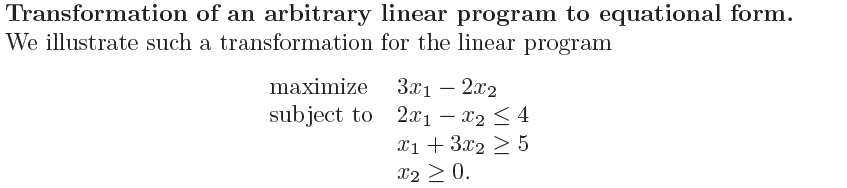 Transformation of an arbitrary linear program to equational form.
We illustrate such a transformation for the linear program
maximize 3x₁ − 2x₂
subject to 2x₁ − x₂ ≤ 4
x₁ + 3x₂ ≥ 5
x₂ ≥ 0.